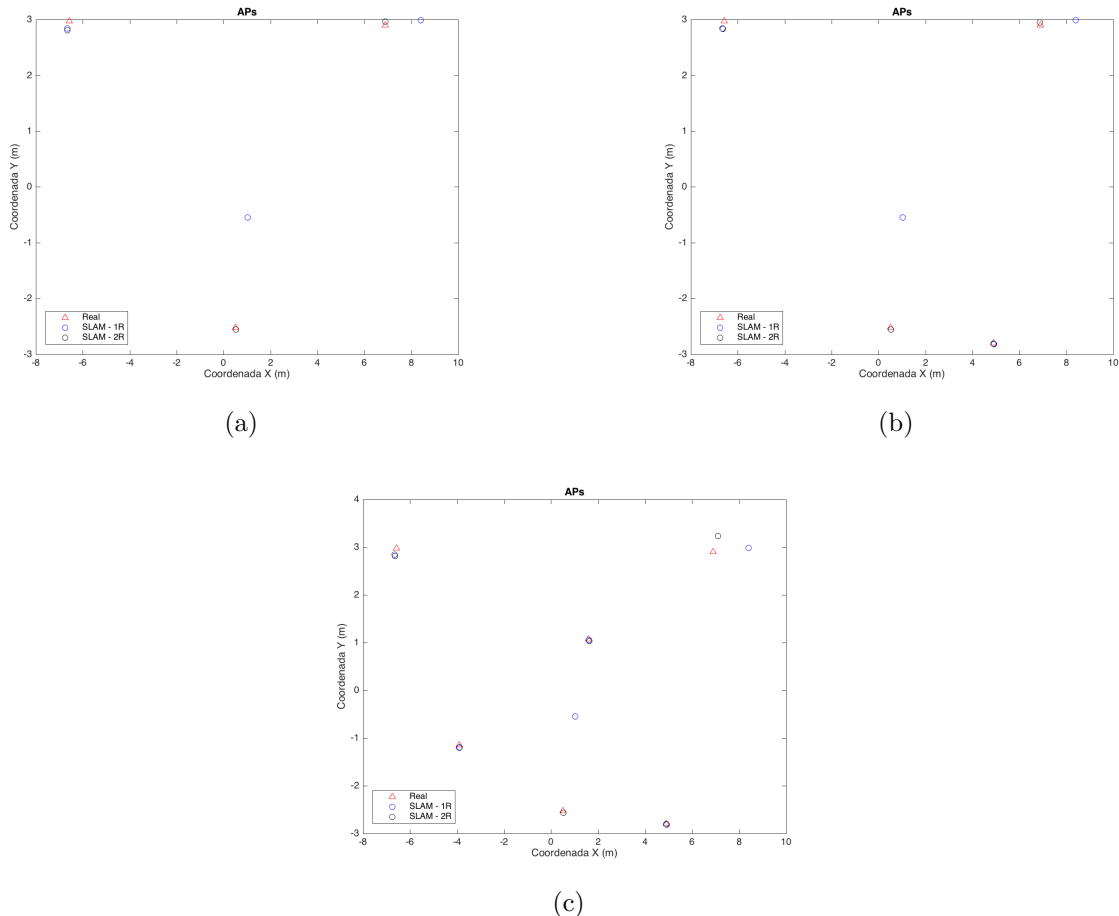 APs
3
2
1
0
-1
-2
-3
Coordenada Y (m)
Real
SLAM - 1R
SLAM - 2R
-8 -6 -4 -2 0 2 4 6 8 10
Coordenada X (m)
(a)
APs
3
2
1
0
-1
-2
-3
Coordenada Y (m)
Real
SLAM - 1R
SLAM - 2R
-8 -6 -4 -2 0 2 4 6 8 10
Coordenada X (m)
(b)
APs
4
3
2
1
0
-1
-2
-3
Coordenada Y (m)
Real
SLAM - 1R
SLAM - 2R
-8 -6 -4 -2 0 2 4 6 8 10
Coordenada X (m)
(c)